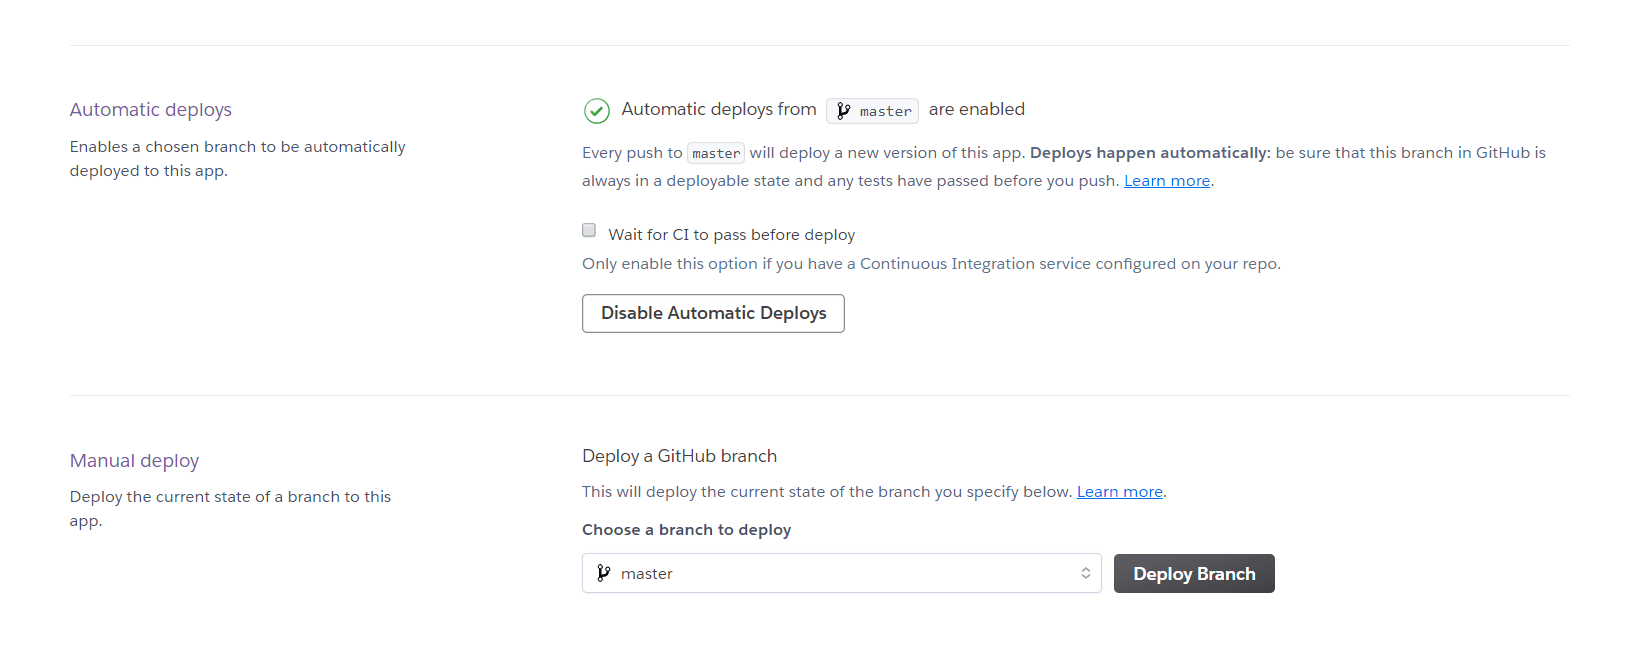 Automatic deploys
Enables a chosen branch to be automatically
deployed to this app.
Automatic deploys from master are enabled
Every push to master will deploy a new version of this app. Deploys happen automatically: be sure that this branch in GitHub is
always in a deployable state and any tests have passed before you push. Learn more.
Wait for CI to pass before deploy
Only enable this option if you have a Continuous Integration service configured on your repo.
Disable Automatic Deploys
Manual deploy
Deploy the current state of a branch to this
app.
Deploy a GitHub branch
This will deploy the current state of the branch you specify below. Learn more.
Choose a branch to deploy
master
Deploy Branch